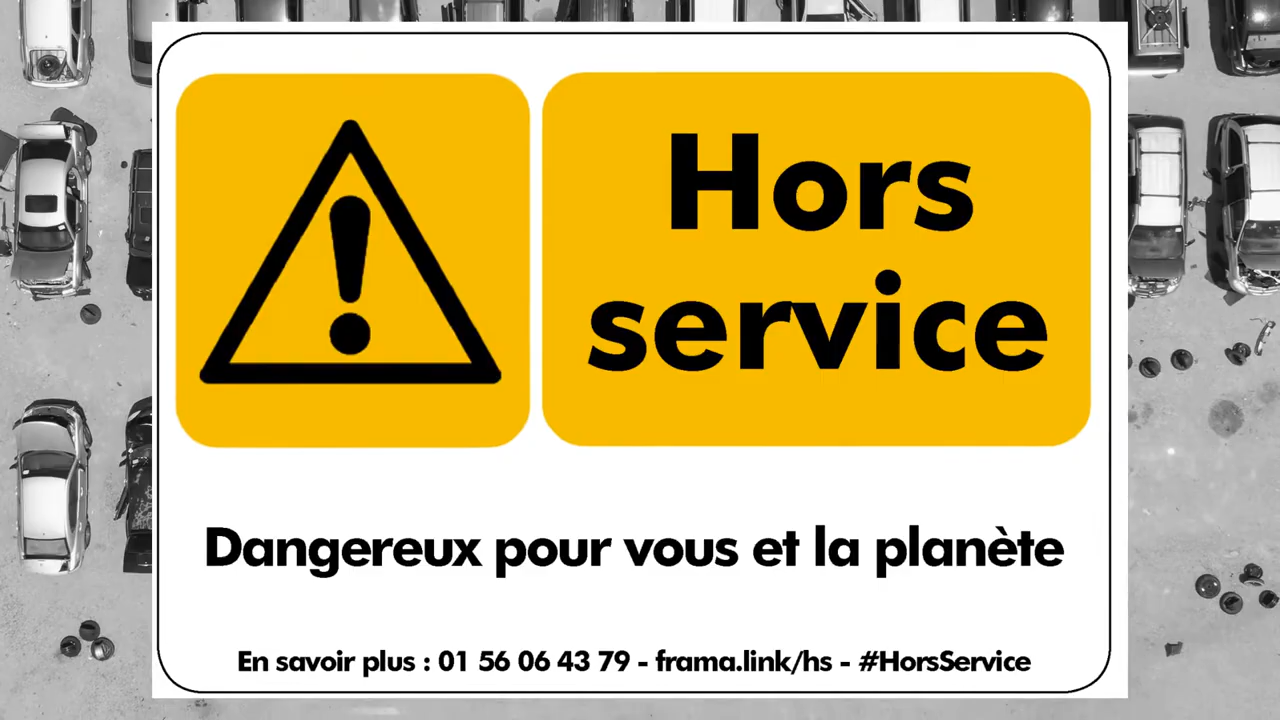 Hors
service
Dangereux pour vous et la planète
En savoir plus : 01 56 06 43 79 - frama.link/hs - #HorsService